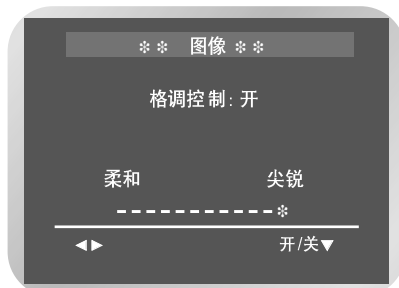 ❇❇ 图像 ❇❇
格调控制: 开
柔和 尖锐
-----------❇
◀▶ 开/关▼